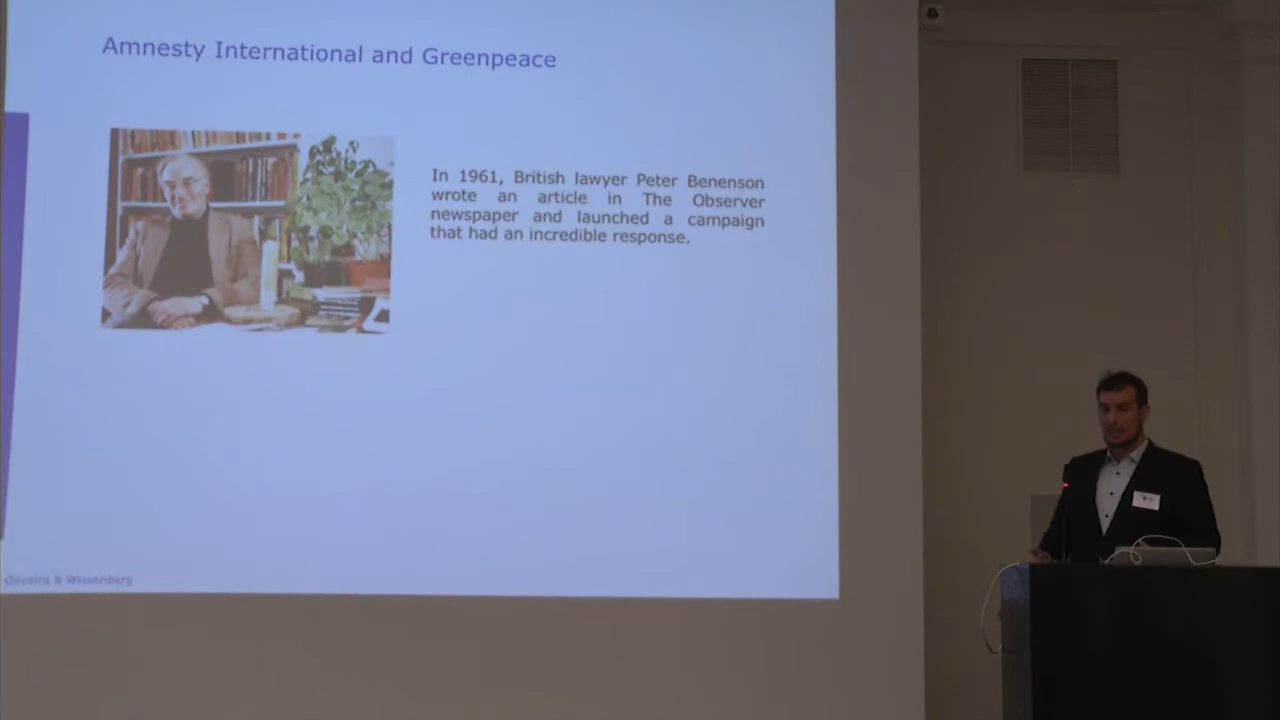 Amnesty International and Greenpeace
In 1961, British lawyer Peter Benenson
wrote an article in The Observer
newspaper and launched a campaign
that had an incredible response.
Oliveira & Wissenberg